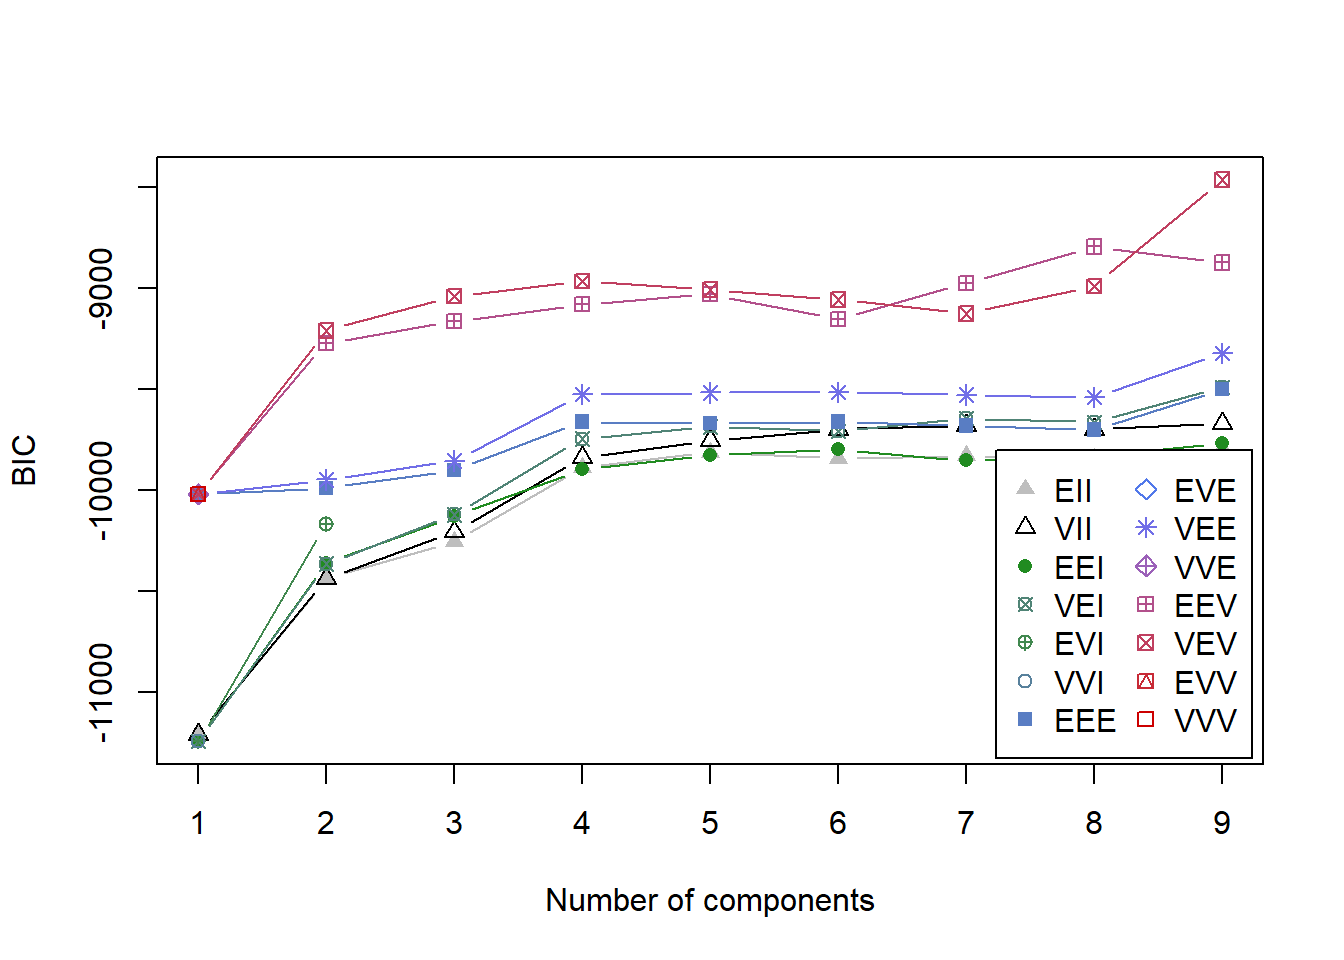 BIC
-9000
-10000
-11000
1 2 3 4 5 6 7 8 9
Number of components
EII EVE
VII VEE
EEI VVE
VEI EEV
EVI VEV
VVI EVV
EEE VVV